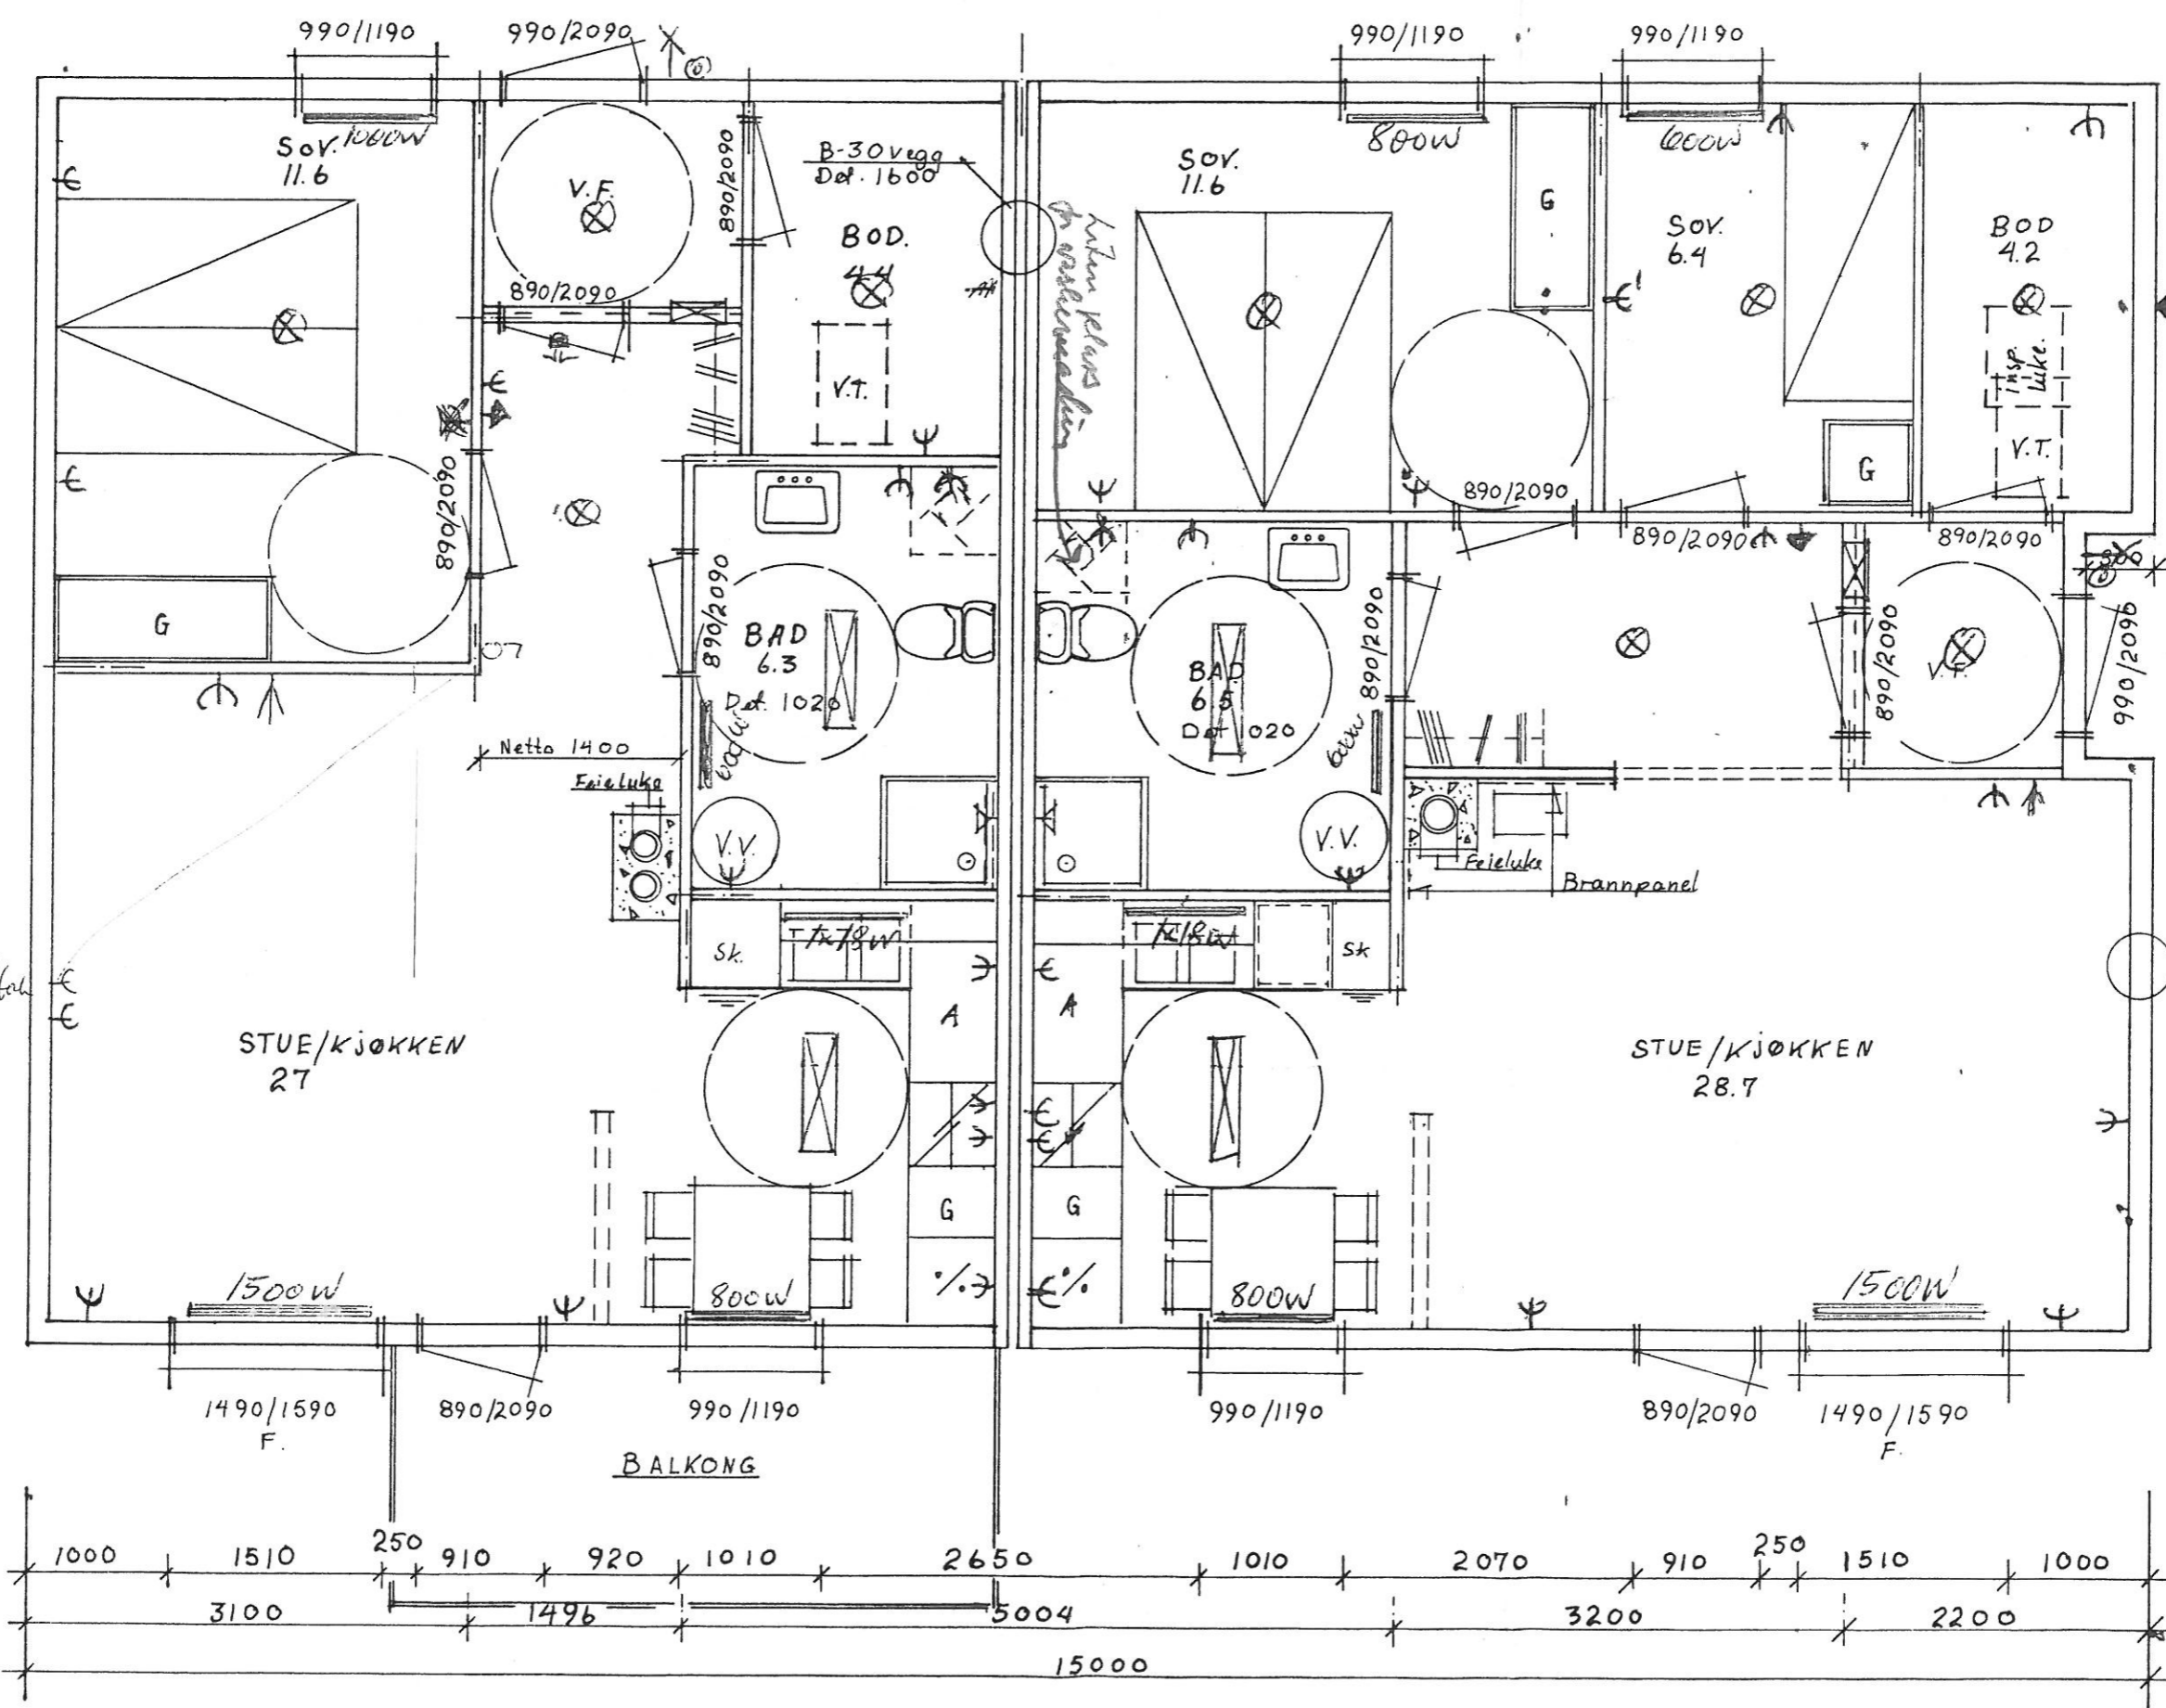 990/1190
990/2090
990/1190
990/1190
Sov.
11.6
1000W
V.F.
890/2090
B-30 vegg
Det. 1600
BOD.
4.4
Sov.
11.6
800W
G
600W
Sov.
6.4
BOD
4.2
890/2090
V.T.
insp.
luke.
V.T.
G
890/2090
890/2090
890/2090
890/2090
G
890/2090
BAD
6.3
Det. 1020
BAD
6.5
Det 1020
890/2090
890/2090
V.F.
990/2090
Netto 1400
Feieluke
V.V.
V.V.
Feieluke
Brannpanel
Sk.
Sk
A
A
STUE/KJØKKEN
27
STUE/KJØKKEN
28.7
G
G
1500W
800W
%
%
800W
1500W
1490/1590
F.
890/2090
990/1190
990/1190
890/2090
1490/1590
F.
BALKONG
1000 1510 250 910 920 1010 2650 1010 2070 910 250 1510 1000
3100 1496 5004 3200 2200
15000